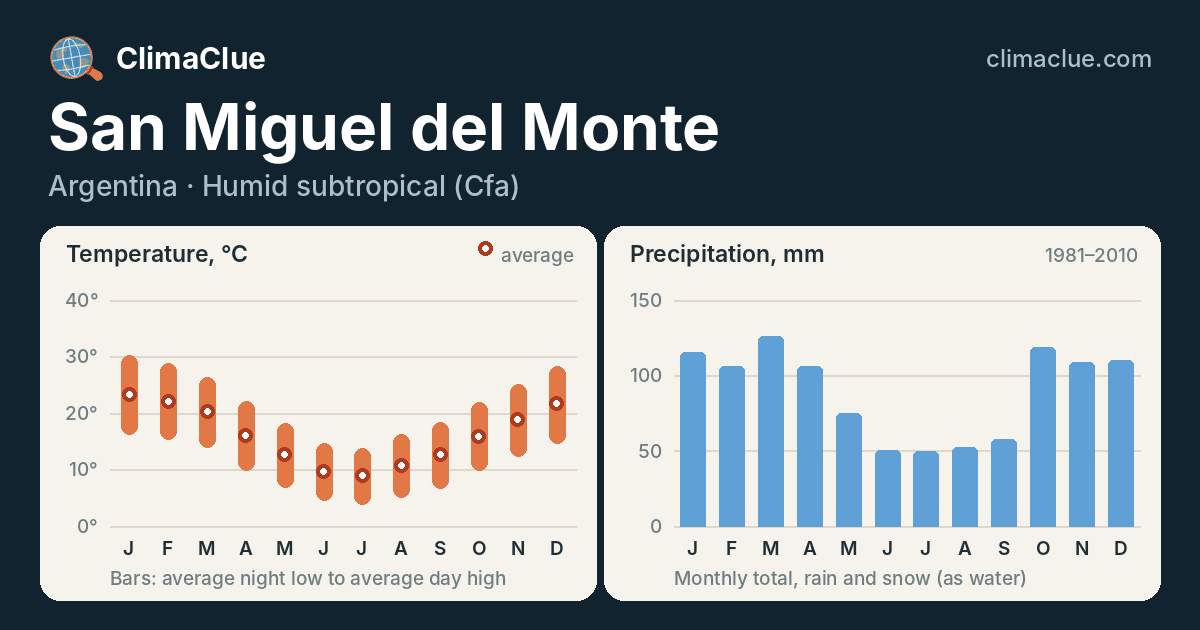 ClimaClue
climaclue.com
San Miguel del Monte
Argentina · Humid subtropical (Cfa)
Temperature, °C
average
40°
30°
20°
10°
0°
J F M A M J J A S O N D
Bars: average night low to average day high
Precipitation, mm
1981–2010
150
100
50
0
J F M A M J J A S O N D
Monthly total, rain and snow (as water)